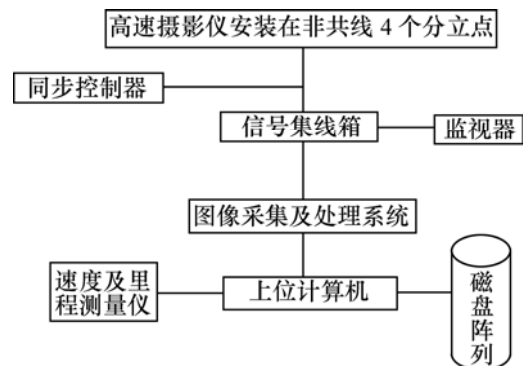 高速摄影仪安装在非共线 4 个分立点
同步控制器
信号集线箱
监视器
图像采集及处理系统
速度及里
程测量仪
上位计算机
磁
盘
阵
列